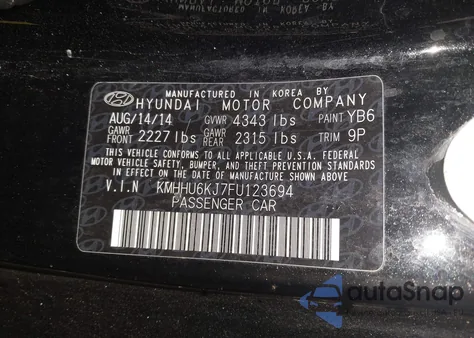 MANUFACTURED IN KOREA BY
HYUNDAI MOTOR COMPANY
AUG/14/14 GVWR 4343 lbs PAINT YB6
GAWR 2227 lbs GAWR 2315 lbs TRIM 9P
THIS VEHICLE CONFORMS TO ALL APPLICABLE U.S.A. FEDERAL
MOTOR VEHICLE SAFETY, BUMPER, AND THEFT PREVENTION STANDARDS
IN EFFECT ON THE DATE OF MANUFACTURE SHOWN ABOVE.
V.I.N KMHHU6KJ7FU123694
PASSENGER CAR
autoSnap